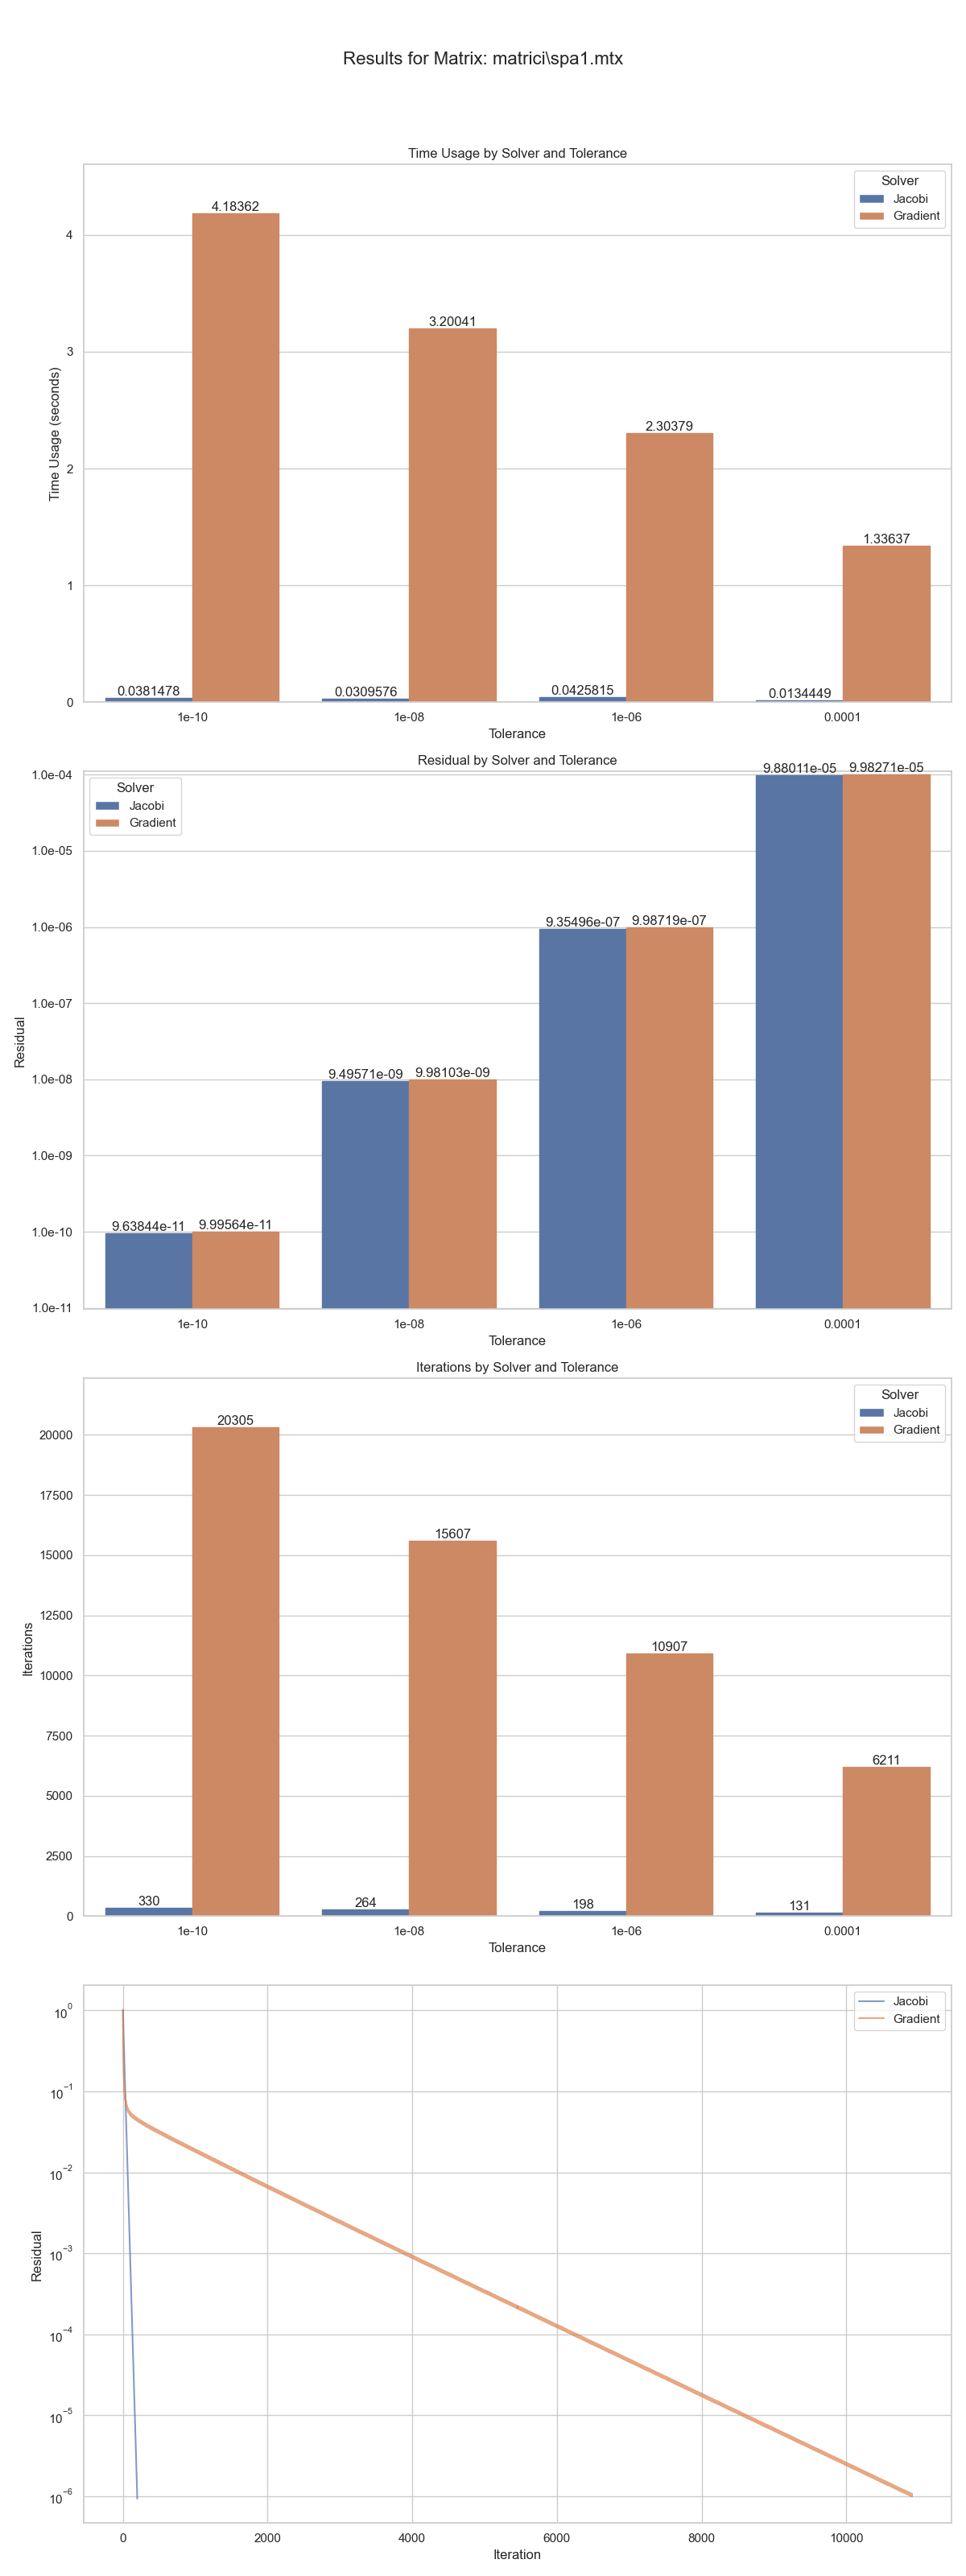 Results for Matrix: matrici\spa1.mtx
Time Usage by Solver and Tolerance
Solver
Jacobi
Gradient
4.18362
3.20041
2.30379
1.33637
0.0381478
0.0309576
0.0425815
0.0134449
4
3
2
1
0
Time Usage (seconds)
1e-10 1e-08 1e-06 0.0001
Tolerance
Residual by Solver and Tolerance
Solver
Jacobi
Gradient
9.88011e-05 9.98271e-05
9.35496e-07 9.98719e-07
9.49571e-09 9.98103e-09
9.63844e-11 9.99564e-11
1.0e-04
1.0e-05
1.0e-06
1.0e-07
1.0e-08
1.0e-09
1.0e-10
1.0e-11
Residual
1e-10 1e-08 1e-06 0.0001
Tolerance
Iterations by Solver and Tolerance
Solver
Jacobi
Gradient
20305
15607
10907
6211
330
264
198
131
20000
17500
15000
12500
10000
7500
5000
2500
0
Iterations
1e-10 1e-08 1e-06 0.0001
Tolerance
Jacobi
Gradient
10⁰
10⁻¹
10⁻²
10⁻³
10⁻⁴
10⁻⁵
10⁻⁶
Residual
0 2000 4000 6000 8000 10000
Iteration